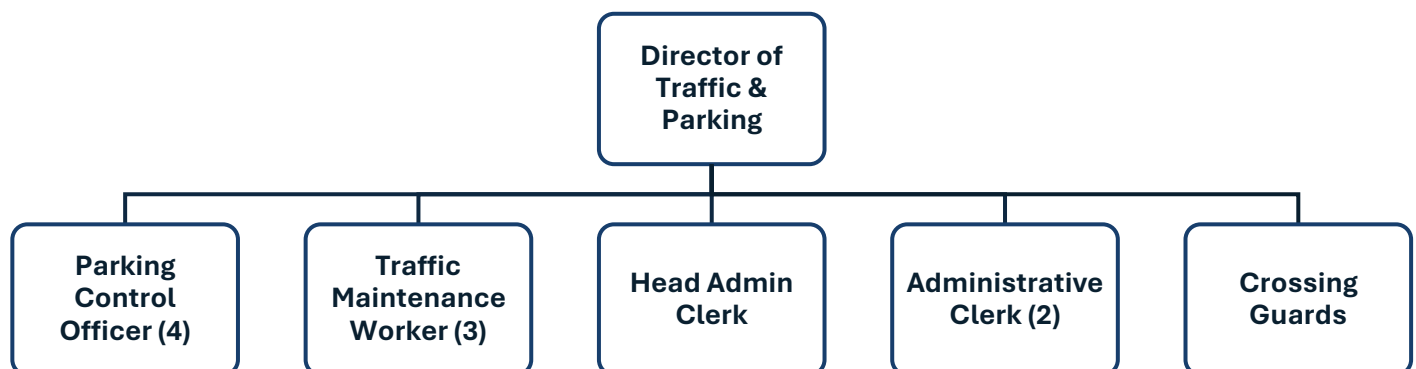 Director of
Traffic &
Parking
Parking
Control
Officer (4)
Traffic
Maintenance
Worker (3)
Head Admin
Clerk
Administrative
Clerk (2)
Crossing
Guards